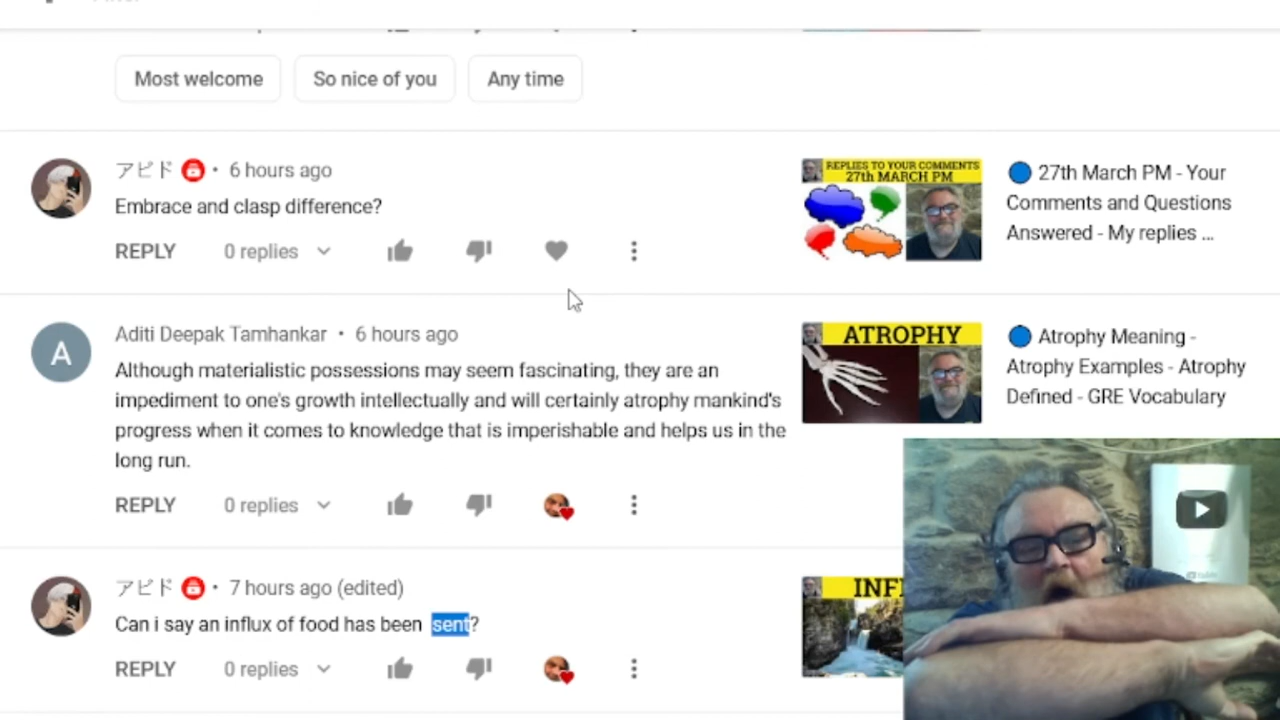 Most welcome
So nice of you
Any time
アビド • 6 hours ago
Embrace and clasp difference?
REPLY 0 replies
REPLIES TO YOUR COMMENTS
27th MARCH PM
27th March PM - Your
Comments and Questions
Answered - My replies ...
Aditi Deepak Tamhankar • 6 hours ago
Although materialistic possessions may seem fascinating, they are an
impediment to one's growth intellectually and will certainly atrophy mankind's
progress when it comes to knowledge that is imperishable and helps us in the
long run.
REPLY 0 replies
A
ATROPHY
Atrophy Meaning -
Atrophy Examples - Atrophy
Defined - GRE Vocabulary
アビド • 7 hours ago (edited)
Can i say an influx of food has been sent?
REPLY 0 replies
INF